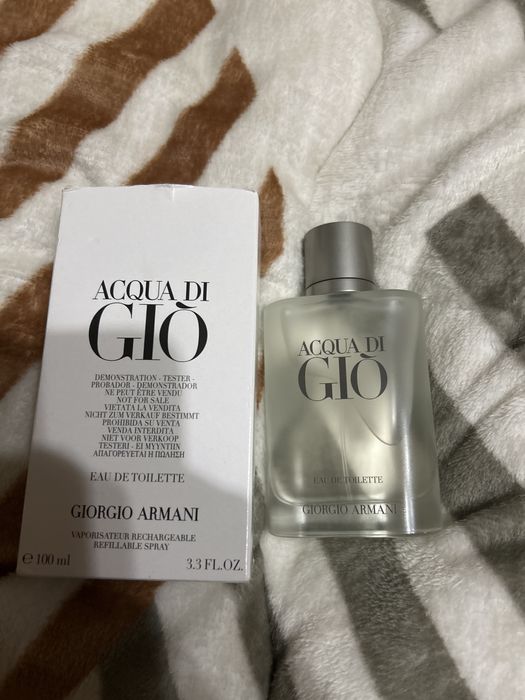 ACQUA DI
GIÒ
DEMONSTRATION - TESTER -
PROBADOR - DEMONSTRADOR
NE PEUT ÊTRE VENDU
NOT FOR SALE
VIETATA LA VENDITA
NICHT ZUM VERKAUF BESTIMMT
PROHIBIDA SU VENTA
VENDA INTERDITA
NIET VOOR VERKOOP
TESTERI - EI MYYNTIIN
ΑΠΑΓΟΡΕΥΕΤΑΙ Η ΠΩΛΗΣΗ
EAU DE TOILETTE
GIORGIO ARMANI
VAPORISATEUR RECHARGEABLE
REFILLABLE SPRAY
℮ 100 ml 3.3 FL.OZ.
ACQUA DI
GIÒ
EAU DE TOILETTE
GIORGIO ARMANI